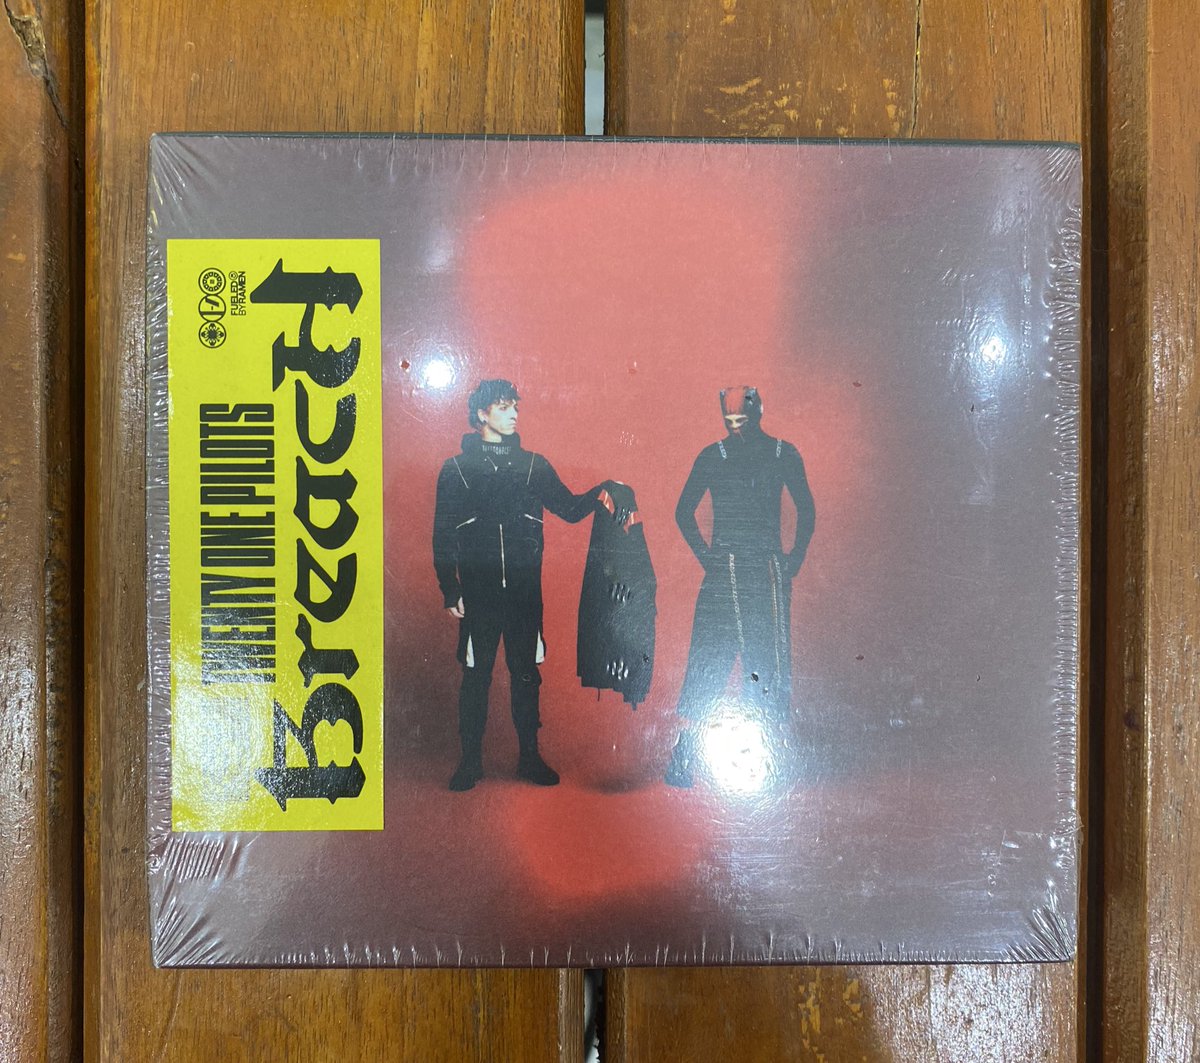 TWENTY ONE PILOTS
Breach
FUELED
BY RAMEN